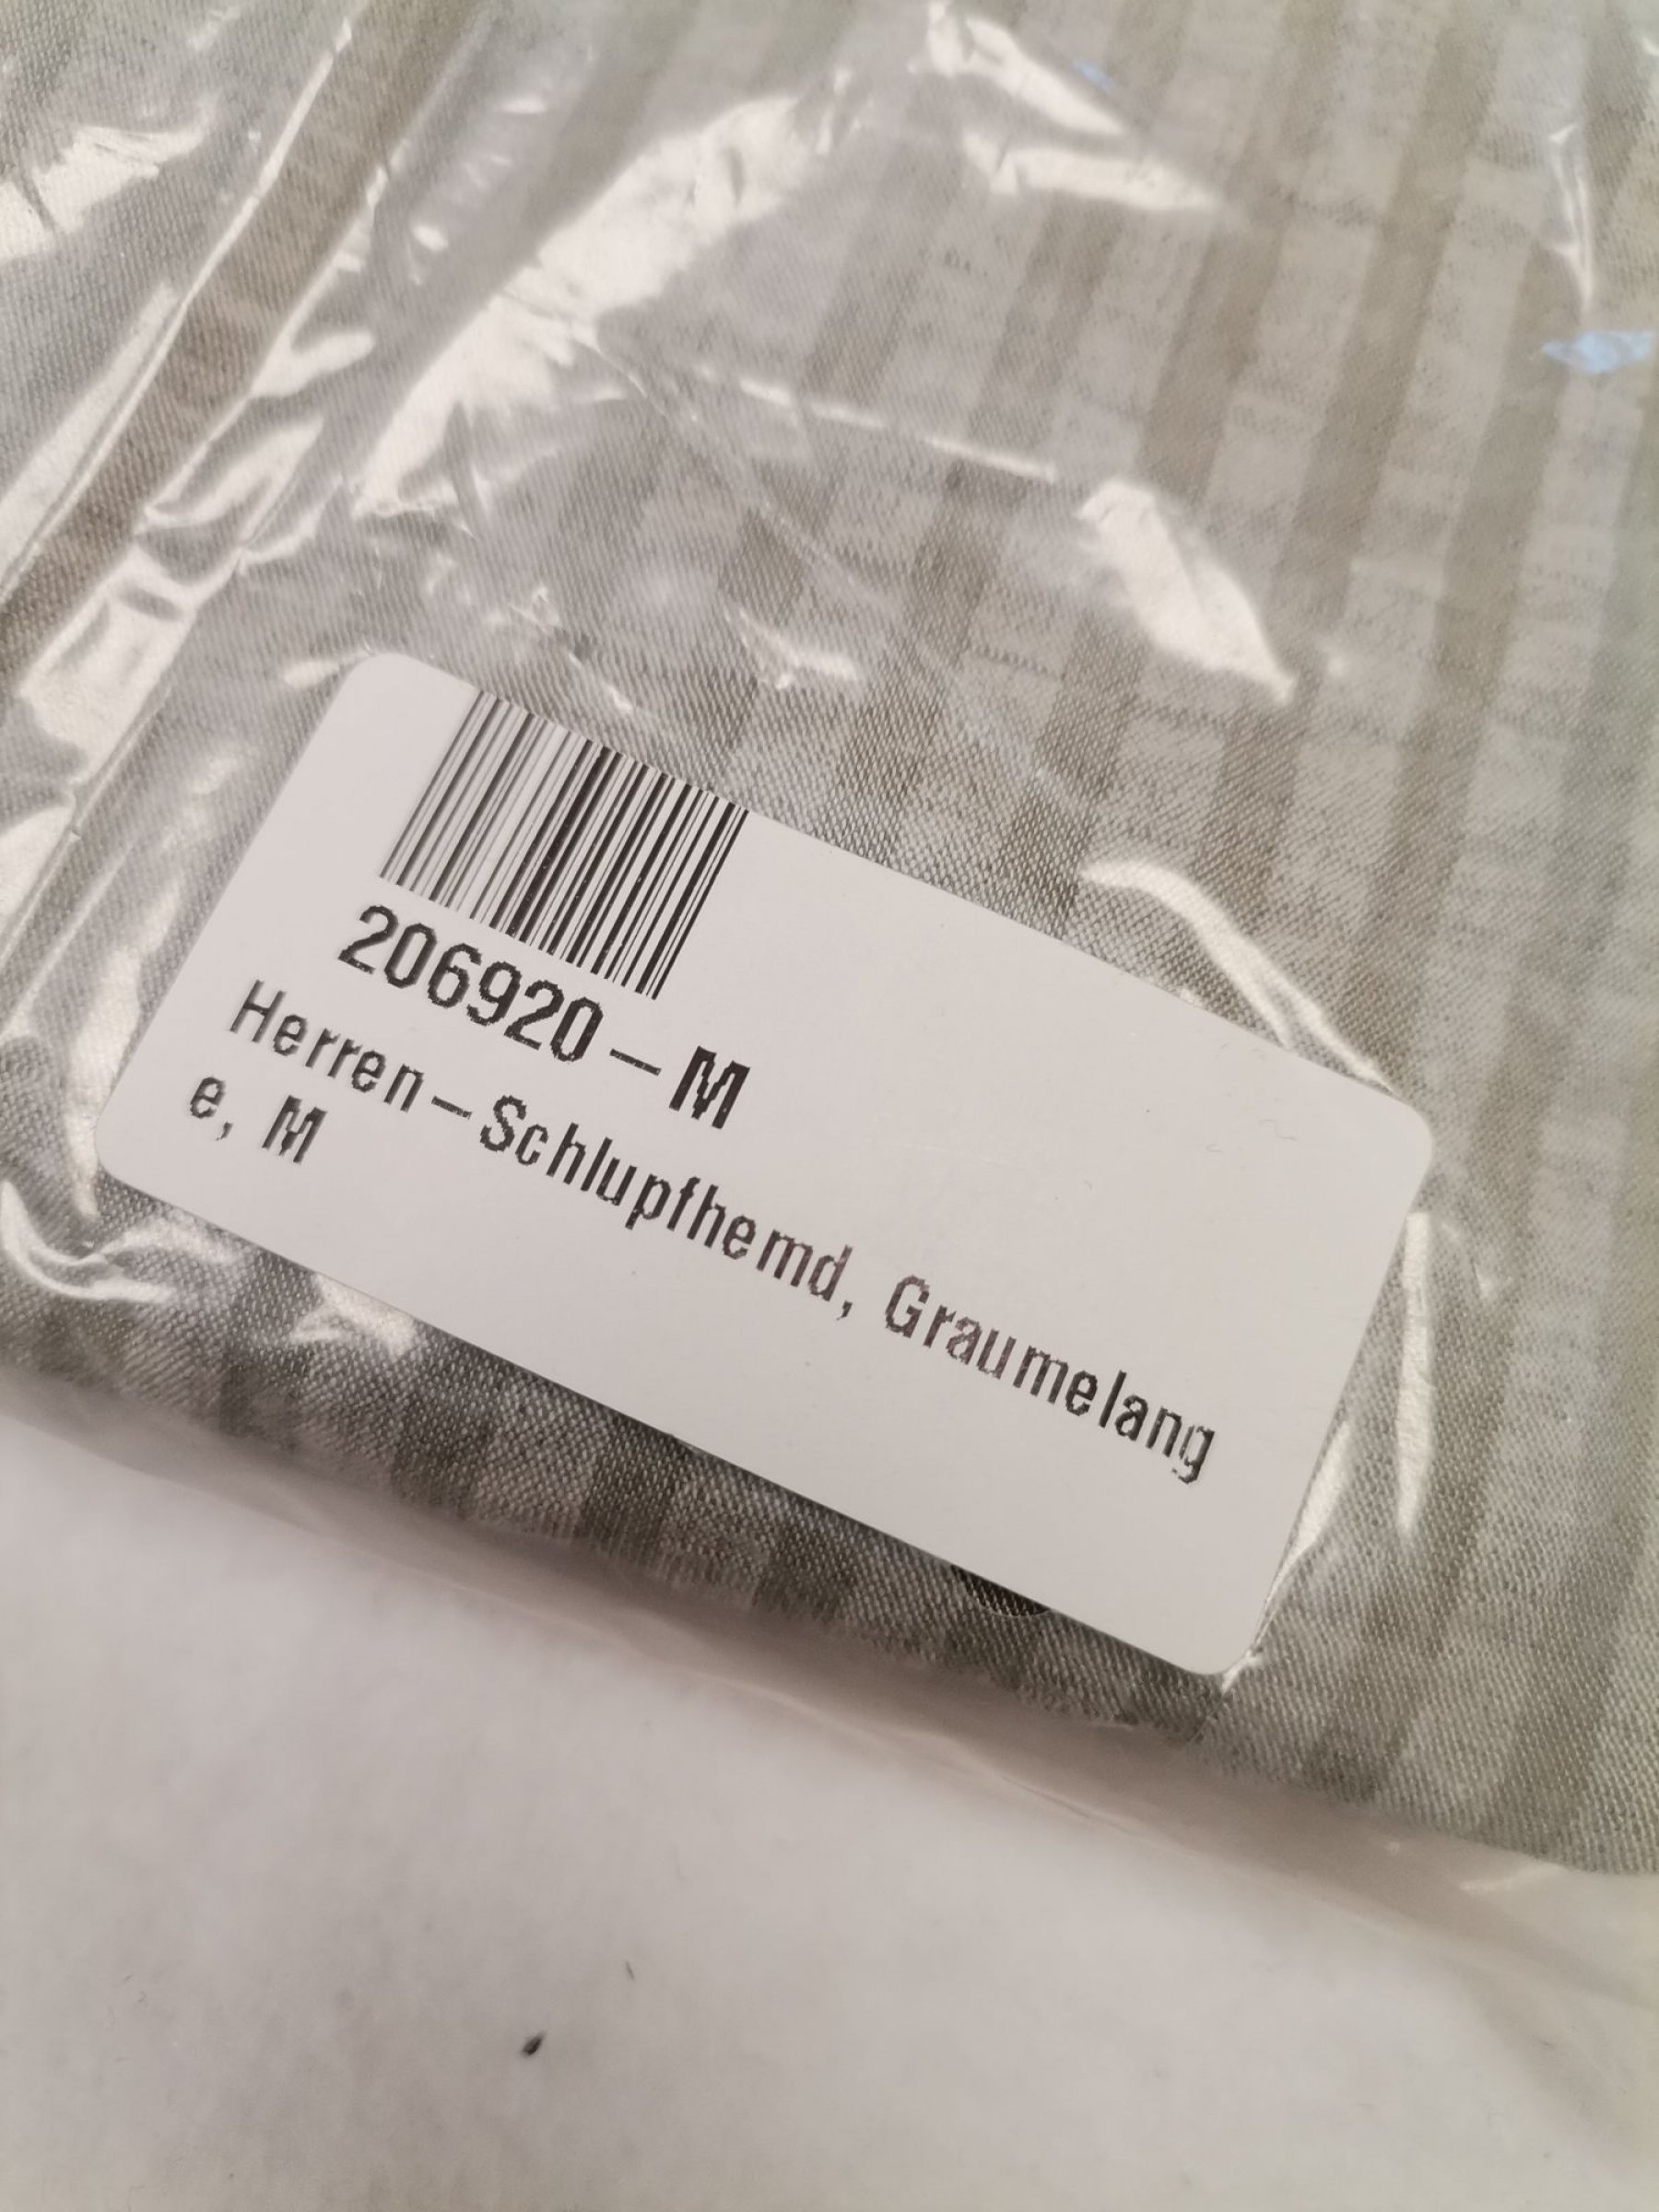 206920-M
Herren-Schlupfhemd, Graumelang
e, M